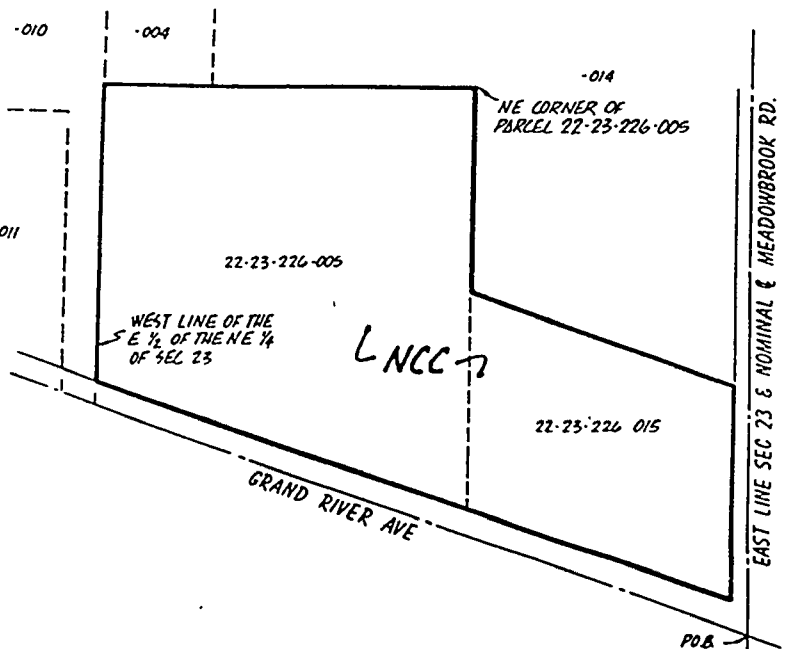 -010
-004
-014
NE CORNER OF
PARCEL 22-23-226-005
011
22-23-226-005
WEST LINE OF THE
E ½ OF THE NE ¼
OF SEC 23
NCC
22-23-226 015
GRAND RIVER AVE
EAST LINE SEC 23 & NOMINAL ℄ MEADOWBROOK RD.
P.O.B.